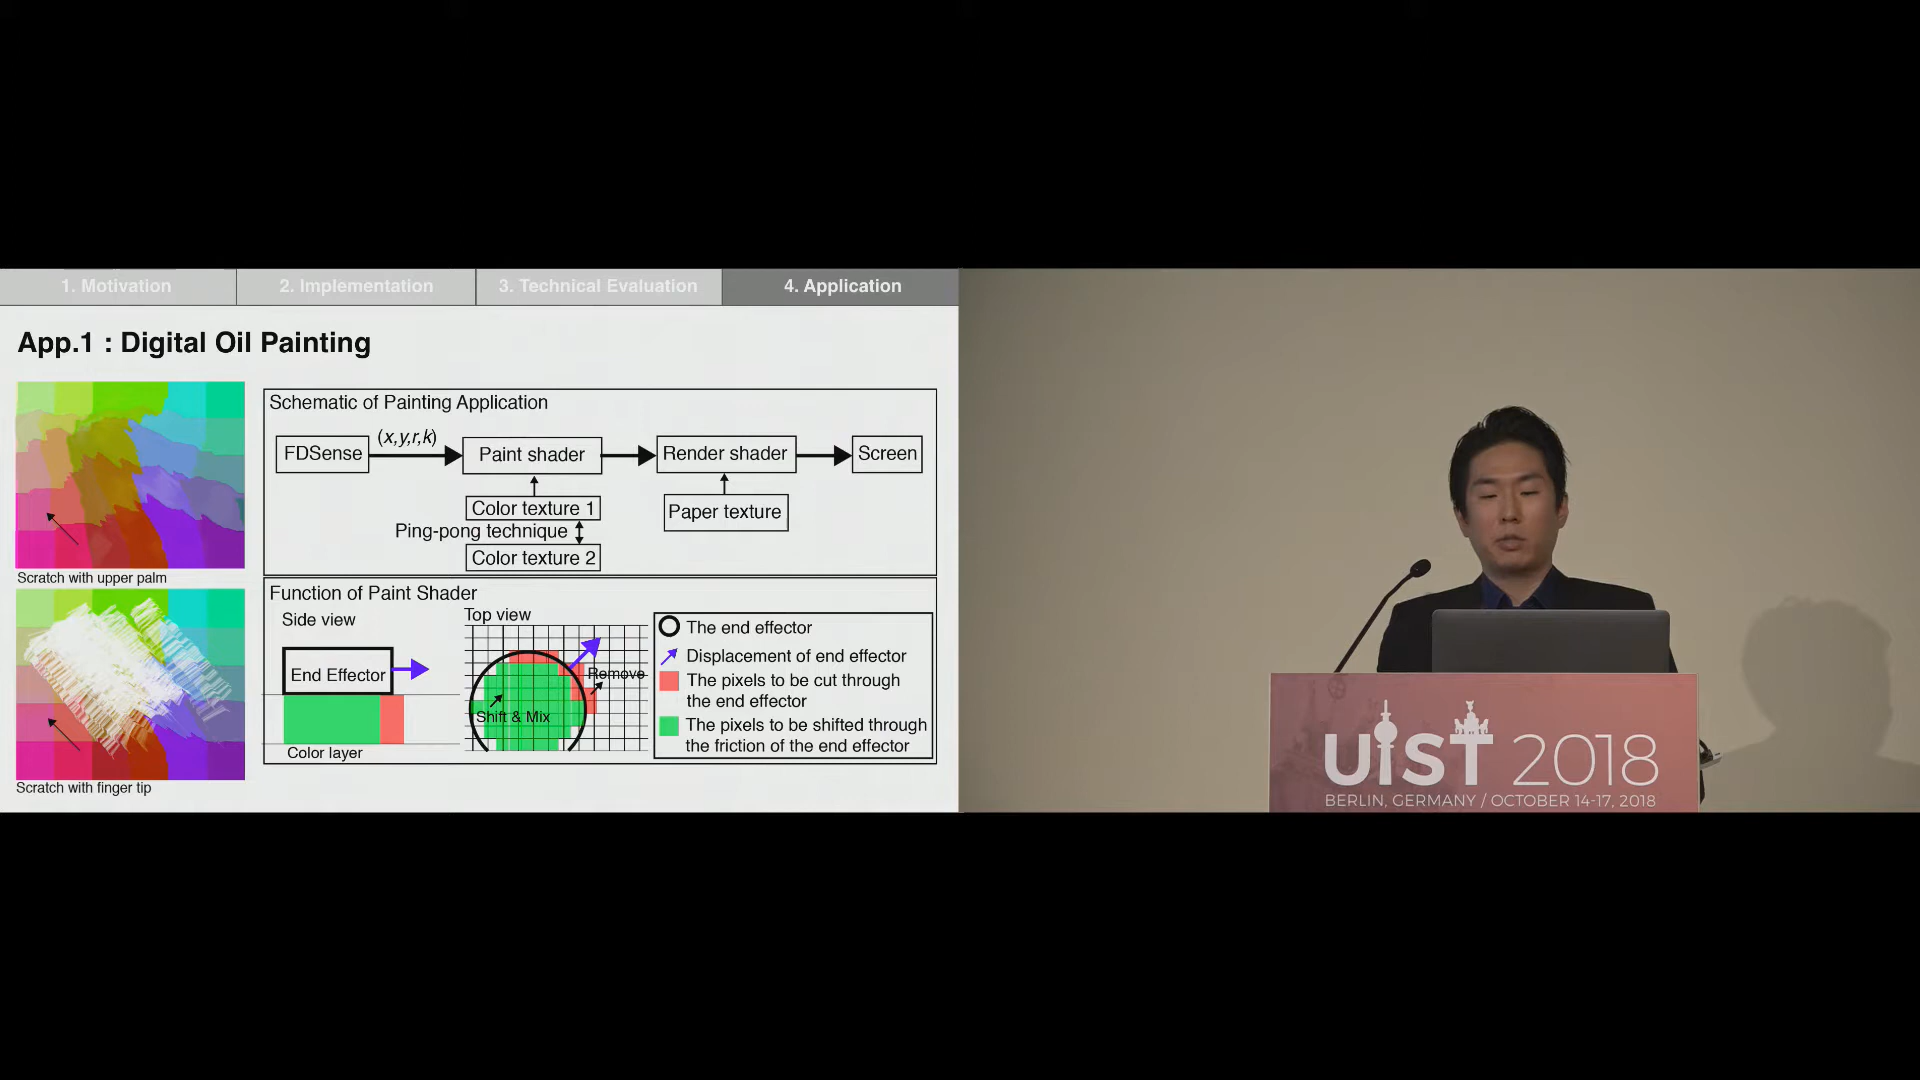 1. Motivation
2. Implementation
3. Technical Evaluation
4. Application
App.1 : Digital Oil Painting
Scratch with upper palm
Scratch with finger tip
Schematic of Painting Application
FDSense
(x,y,r,k)
Paint shader
Render shader
Screen
Color texture 1
Ping-pong technique
Color texture 2
Paper texture
Function of Paint Shader
Side view
End Effector
Color layer
Top view
Remove
Shift & Mix
The end effector
Displacement of end effector
The pixels to be cut through
the end effector
The pixels to be shifted through
the friction of the end effector
UIST 2018
BERLIN, GERMANY / OCTOBER 14-17, 2018